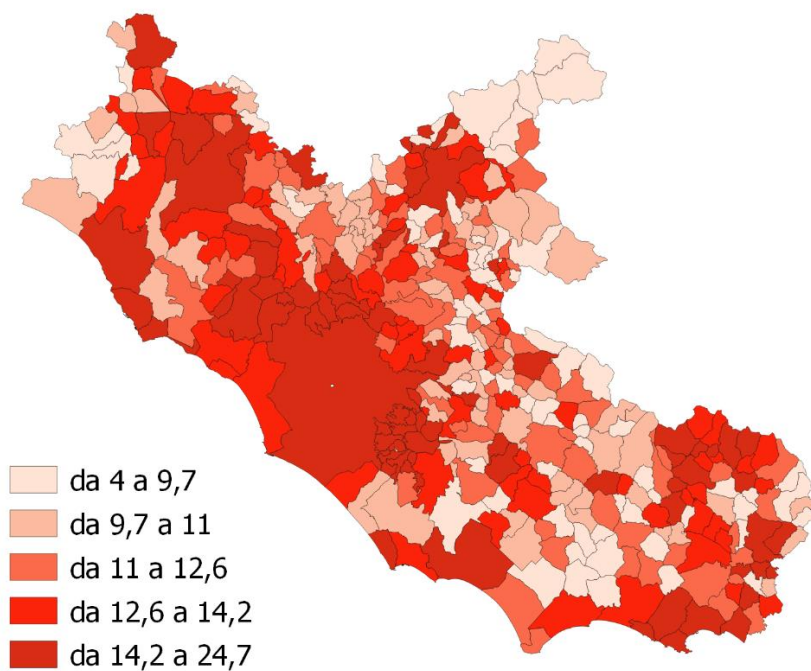 da 4 a 9,7
da 9,7 a 11
da 11 a 12,6
da 12,6 a 14,2
da 14,2 a 24,7